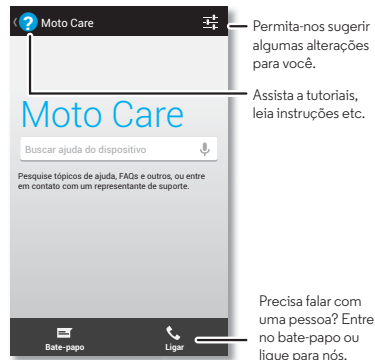 Moto Care
Permita-nos sugerir
algumas alterações
para você.
Assista a tutoriais,
leia instruções etc.
Moto Care
Buscar ajuda do dispositivo
Pesquise tópicos de ajuda, FAQs e outros, ou entre
em contato com um representante de suporte.
Precisa falar com
uma pessoa? Entre
no bate-papo ou
ligue para nós.
Bate-papo
Ligar